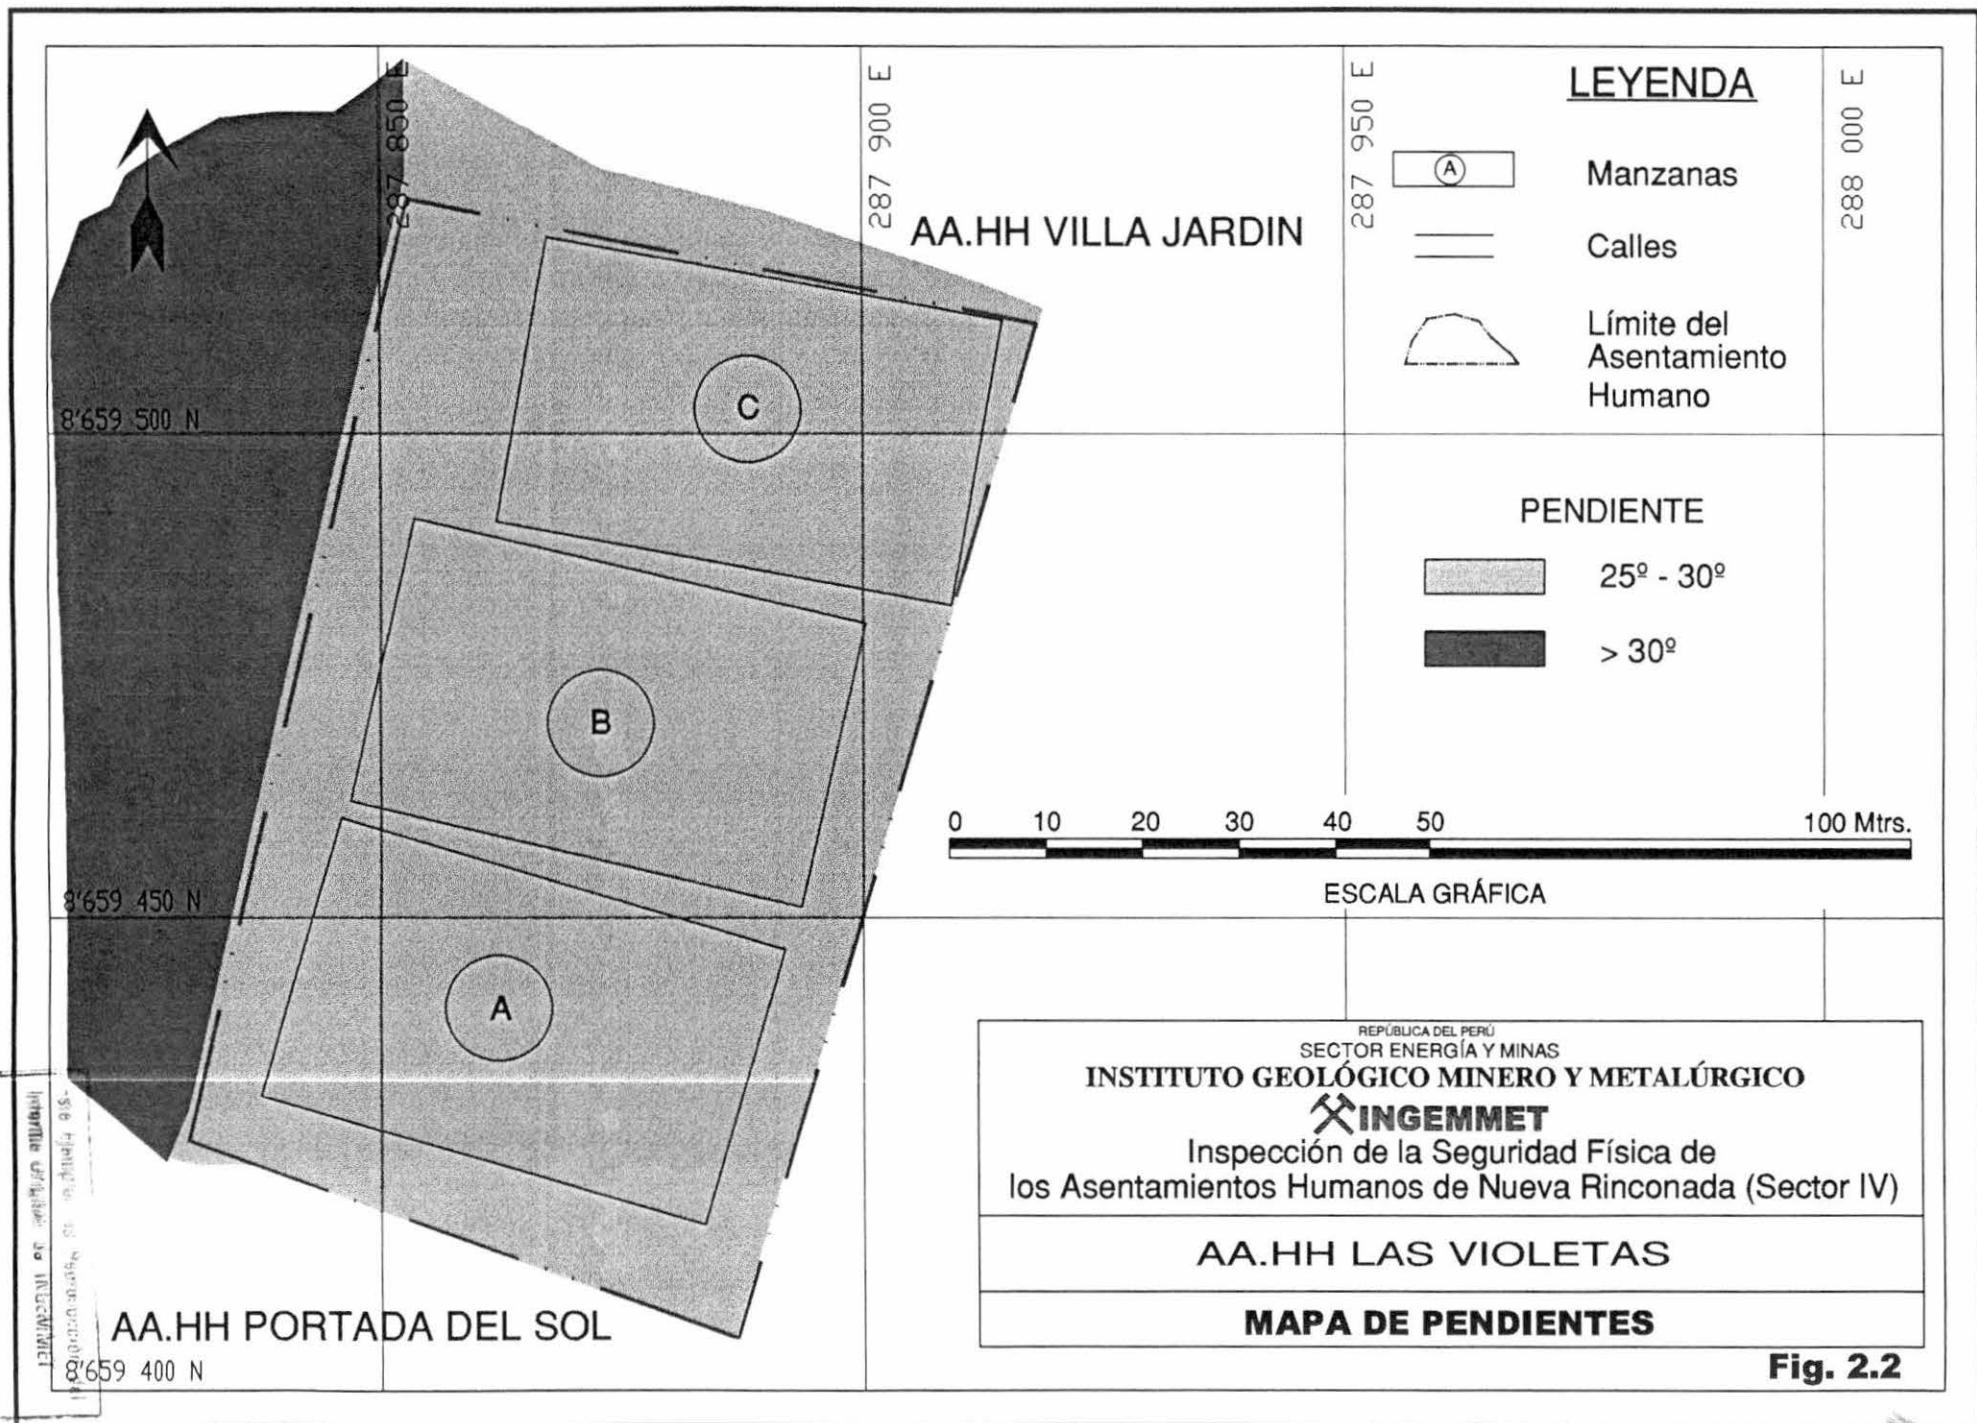 287 850 E
287 900 E
287 950 E
288 000 E
LEYENDA
A
Manzanas
Calles
Límite del
Asentamiento
Humano
AA.HH VILLA JARDIN
8'659 500 N
C
PENDIENTE
25º - 30º
> 30º
B
0 10 20 30 40 50 100 Mtrs.
ESCALA GRÁFICA
8'659 450 N
A
REPÚBLICA DEL PERÚ
SECTOR ENERGÍA Y MINAS
INSTITUTO GEOLÓGICO MINERO Y METALÚRGICO
INGEMMET
Inspección de la Seguridad Física de
los Asentamientos Humanos de Nueva Rinconada (Sector IV)
AA.HH LAS VIOLETAS
MAPA DE PENDIENTES
AA.HH PORTADA DEL SOL
8'659 400 N
Fig. 2.2